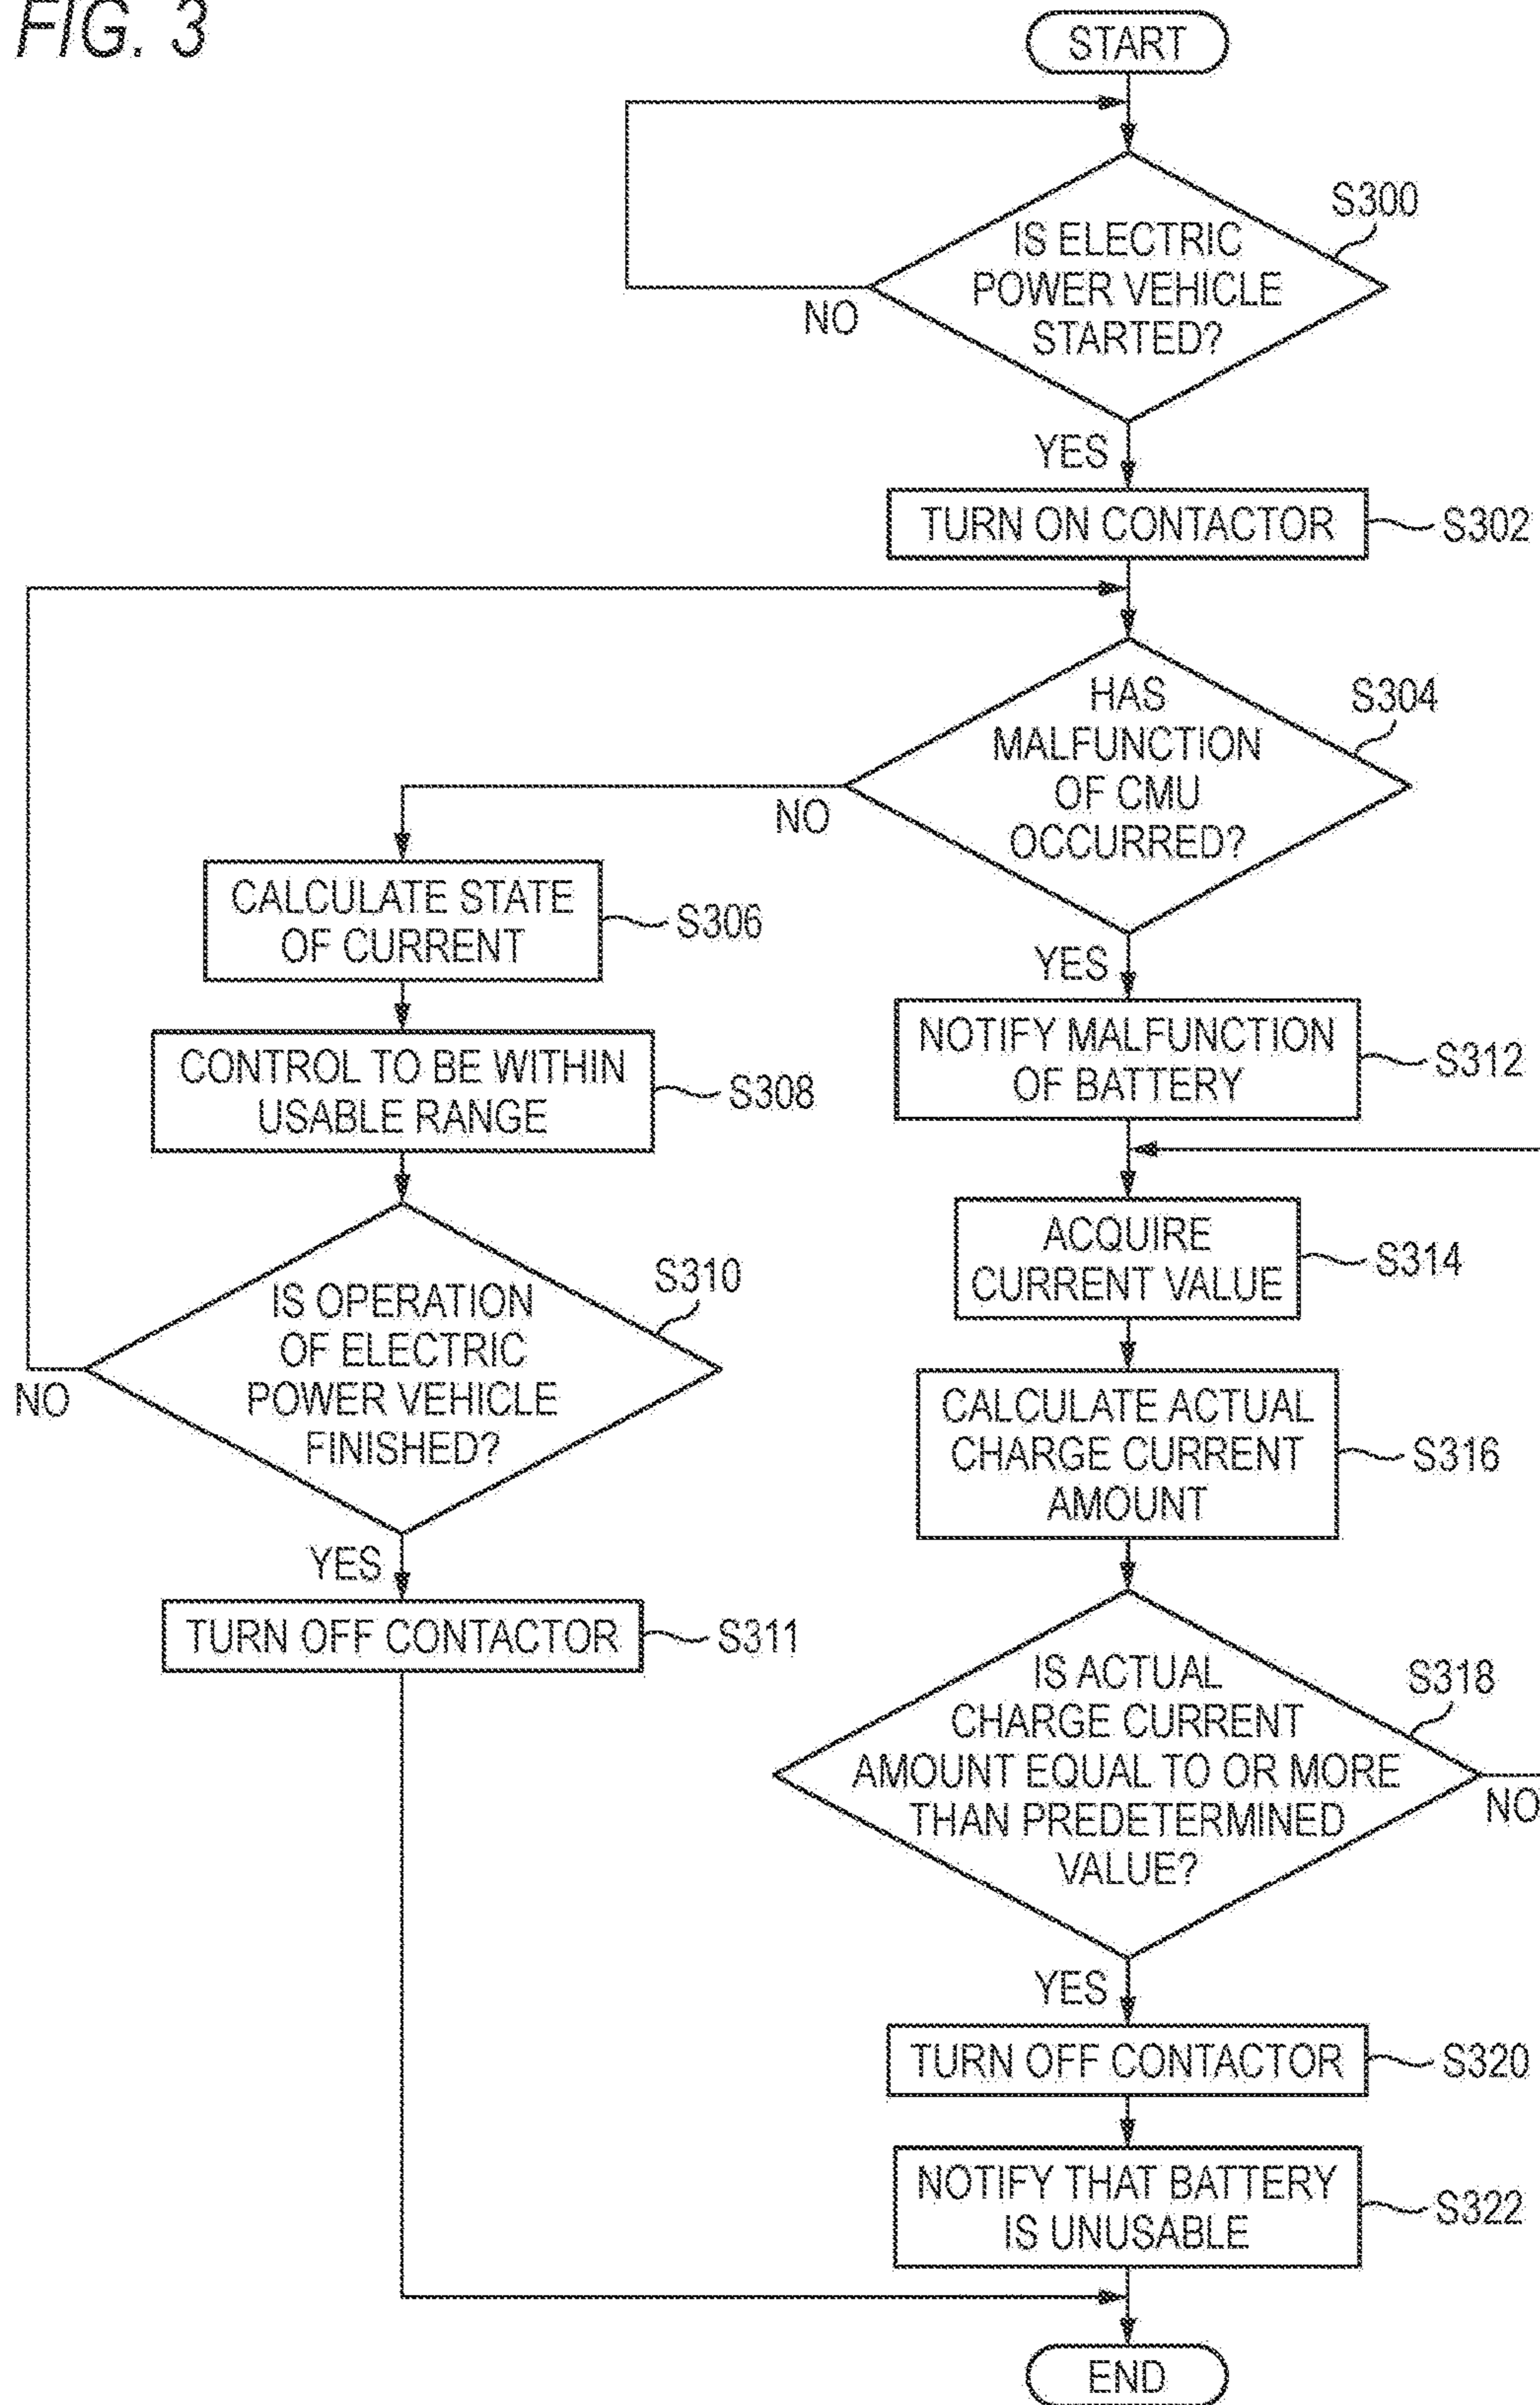 FIG. 3
START
S300
IS ELECTRIC
POWER VEHICLE
STARTED?
NO
YES
TURN ON CONTACTOR
S302
HAS
MALFUNCTION
OF CMU
OCCURRED?
S304
NO
YES
CALCULATE STATE
OF CURRENT
S306
CONTROL TO BE WITHIN
USABLE RANGE
S308
IS OPERATION
OF ELECTRIC
POWER VEHICLE
FINISHED?
S310
NO
YES
TURN OFF CONTACTOR
S311
NOTIFY MALFUNCTION
OF BATTERY
S312
ACQUIRE
CURRENT VALUE
S314
CALCULATE ACTUAL
CHARGE CURRENT
AMOUNT
S316
IS ACTUAL
CHARGE CURRENT
AMOUNT EQUAL TO OR MORE
THAN PREDETERMINED
VALUE?
S318
NO
YES
TURN OFF CONTACTOR
S320
NOTIFY THAT BATTERY
IS UNUSABLE
S322
END